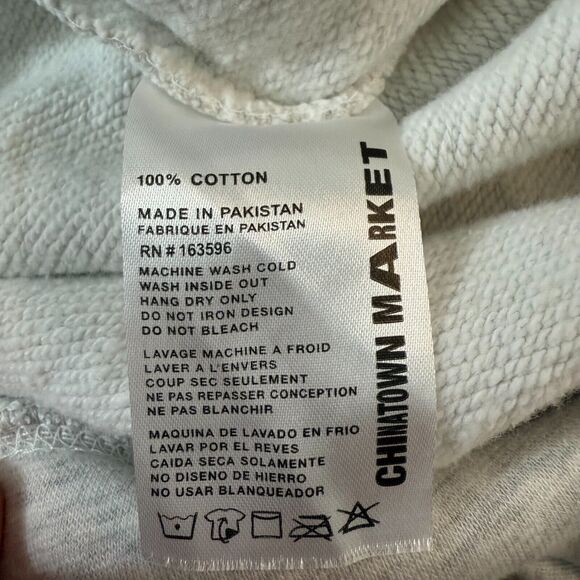 100% COTTON
MADE IN PAKISTAN
FABRIQUE EN PAKISTAN
RN # 163596
MACHINE WASH COLD
WASH INSIDE OUT
HANG DRY ONLY
DO NOT IRON DESIGN
DO NOT BLEACH
LAVAGE MACHINE A FROID
LAVER A L'ENVERS
COUP SEC SEULEMENT
NE PAS REPASSER CONCEPTION
NE PAS BLANCHIR
MAQUINA DE LAVADO EN FRIO
LAVAR POR EL REVES
CAIDA SECA SOLAMENTE
NO DISENO DE HIERRO
NO USAR BLANQUEADOR
CHINATOWN MARKET